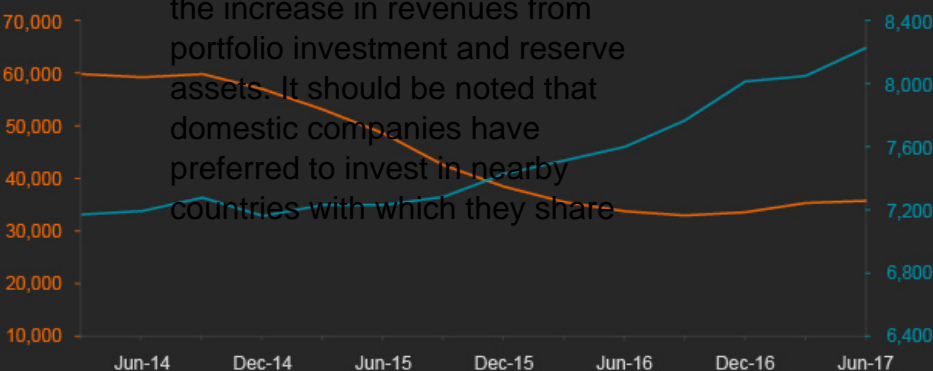 the increase in revenues from
70,000
8,400
portfolio investment and reserve
60,000
assets. It should be noted that
8,000
50,000
domestic companies have
7,600
preferred to invest in nearby
40,000
countries with which they share
7,200
30,000
6,800
20,000
10,000
6,400
Jun-14 Dec-14 Jun-15 Dec-15 Jun-16 Dec-16 Jun-17